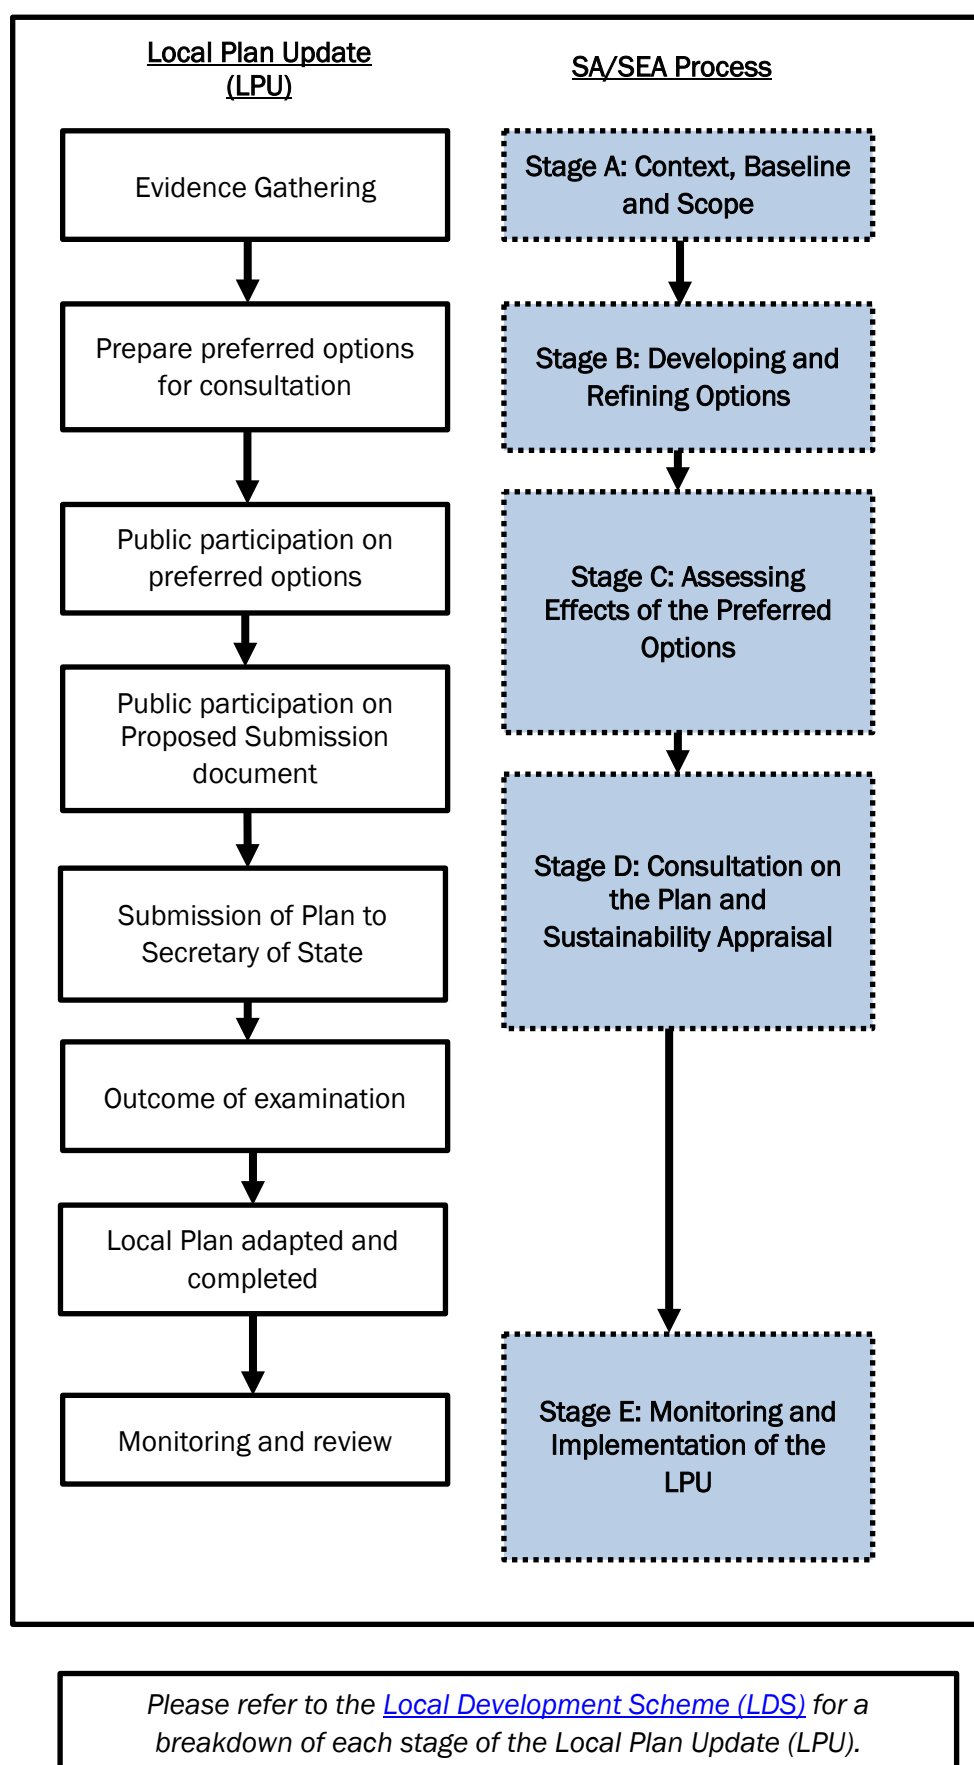 Local Plan Update
(LPU)
Evidence Gathering
Prepare preferred options
for consultation
Public participation on
preferred options
Public participation on
Proposed Submission
document
Submission of Plan to
Secretary of State
Outcome of examination
Local Plan adapted and
completed
Monitoring and review
SA/SEA Process
Stage A: Context, Baseline
and Scope
Stage B: Developing and
Refining Options
Stage C: Assessing
Effects of the Preferred
Options
Stage D: Consultation on
the Plan and
Sustainability Appraisal
Stage E: Monitoring and
Implementation of the
LPU
Please refer to the Local Development Scheme (LDS) for a
breakdown of each stage of the Local Plan Update (LPU).